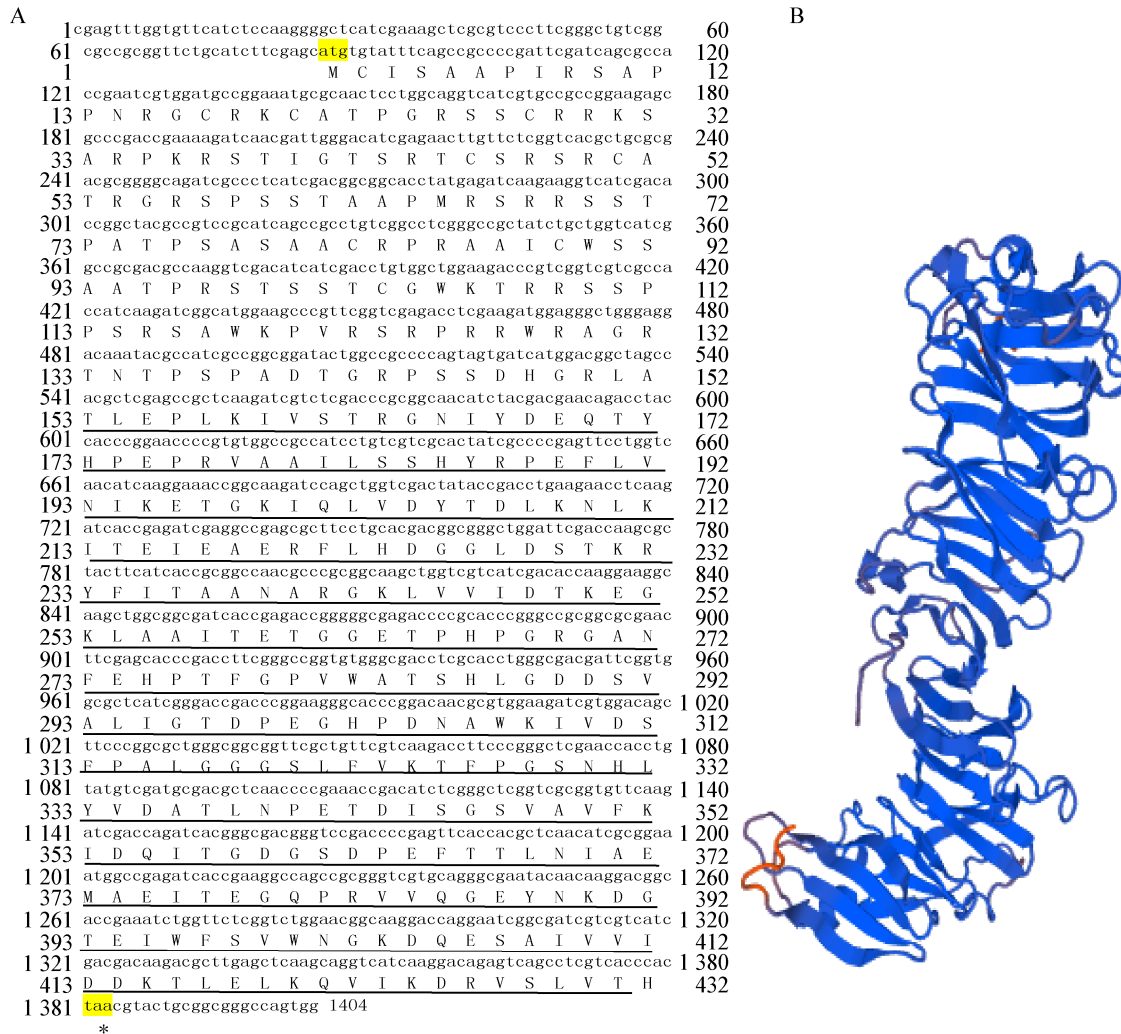 A
B
1 cgagtttggtgttcatctccaaggggctcatcgaaagctcgcgtcccttcgggctgtcgg 60
61 cgccgcggttctgcatcttcgagcatgtgtatttcagccgccccgattcgatcagcgcca 120
1 M C I S A A P I R S A P 12
121 ccgaatcgtggatgccggaaatgcgcaactcctggcaggtcatcgtgccgccggaagagc 180
13 P N R G C R K C A T P G R S S C R R K S 32
181 gcccgaccgaaaagatcaacgattgggacatcgagaacttgttctcggtcacgctgcgcg 240
33 A R P K R S T I G T S R T C S R S R C A 52
241 acgcggggcagatcgccctcatcgacggcggcacctatgagatcaagaaggtcatcgaca 300
53 T R G R S P S S T A A P M R S R R S S T 72
301 ccggctacgccgtccgcatcagccgcctgtcggcctcgggccgctatctgctggtcatcg 360
73 P A T P S A S A A C R P R A A I C W S S 92
361 gccgcgacgccaaggtcgacatcatcgacctgtggctggaagacccgtcggtcgtcgcca 420
93 A A T P R S T S S T C G W K T R R S S P 112
421 ccatcaagatcggcatggaagcccgttcggtcgagacctcgaagatggagggctgggagg 480
113 P S R S A W K P V R S R P R R W R A G R 132
481 acaaatacgccatcgccggcggatactggccgccccagtagtgatcatggacggctagcc 540
133 T N T P S P A D T G R P S S D H G R L A 152
541 acgctcgagccgctcaagatcgtctcgacccgcggcaacatctacgacgaacagacctac 600
153 T L E P L K I V S T R G N I Y D E Q T Y 172
601 cacccggaaccccgtgtggccgccatcctgtcgtcgcactatcgccccgagttcctggtc 660
173 H P E P R V A A I L S S H Y R P E F L V 192
661 aacatcaaggaaaccggcaagatccagctggtcgactataccgacctgaagaacctcaag 720
193 N I K E T G K I Q L V D Y T D L K N L K 212
721 atcaccgagatcgaggccgagcgcttcctgcacgacggcgggctggattcgaccaagcgc 780
213 I T E I E A E R F L H D G G L D S T K R 232
781 tacttcatcaccgcggccaacgcccgcggcaagctggtcgtcatcgacaccaaggaaggc 840
233 Y F I T A A N A R G K L V V I D T K E G 252
841 aagctggcggcgatcaccgagaccgggggcgagaccccgcacccgggccgcggcgcgaac 900
253 K L A A I T E T G G E T P H P G R G A N 272
901 ttcgagcacccgaccttcgggccggtgtgggcgacctcgcacctgggcgacgattcggtg 960
273 F E H P T F G P V W A T S H L G D D S V 292
961 gcgctcatcgggaccgacccggaagggcacccggacaacgcgtggaagatcgtggacagc 1 020
293 A L I G T D P E G H P D N A W K I V D S 312
1 021 ttcccggcgctgggcggcggttcgctgttcgtcaagaccttcccgggctcgaaccacctg 1 080
313 F P A L G G G S L F V K T F P G S N H L 332
1 081 tatgtcgatgcgacgctcaaccccgaaaccgacatctcgggctcggtcgcggtgttcaag 1 140
333 Y V D A T L N P E T D I S G S V A V F K 352
1 141 atcgaccagatcacgggcgacgggtccgaccccgagttcaccacgctcaacatcgcggaa 1 200
353 I D Q I T G D G S D P E F T T L N I A E 372
1 201 atggccgagatcaccgaaggccagccgcgggtcgtgcagggcgaatacaacaaggacggc 1 260
373 M A E I T E G Q P R V V Q G E Y N K D G 392
1 261 accgaaatctggttctcggtctggaacggcaaggaccaggaatcggcgatcgtcgtcatc 1 320
393 T E I W F S V W N G K D Q E S A I V V I 412
1 321 gacgacaagacgcttgagctcaagcaggtcatcaaggacagagtcagcctcgtcacccac 1 380
413 D D K T L E L K Q V I K D R V S L V T H 432
1 381 taacgtactgcggcgggccagtgg 1404
*